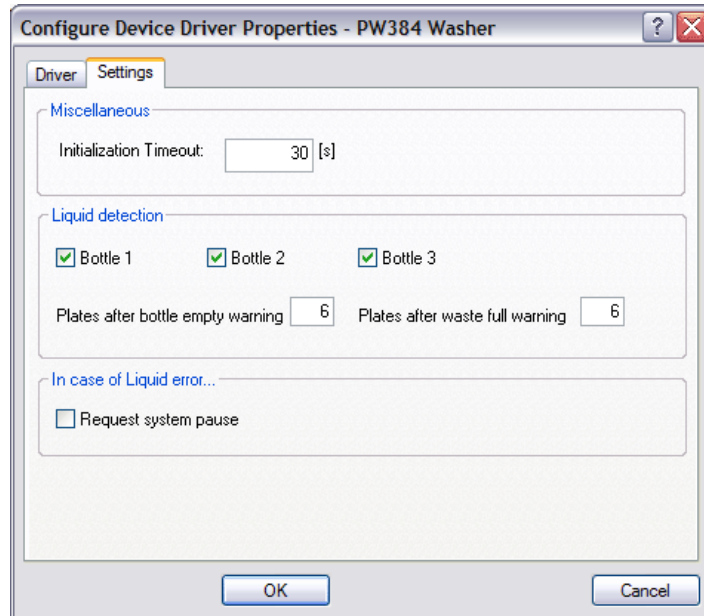 Configure Device Driver Properties - PW384 Washer
Driver Settings
Miscellaneous
Initialization Timeout: 30 [s]
Liquid detection
Bottle 1 Bottle 2 Bottle 3
Plates after bottle empty warning 6 Plates after waste full warning 6
In case of Liquid error...
Request system pause
OK Cancel